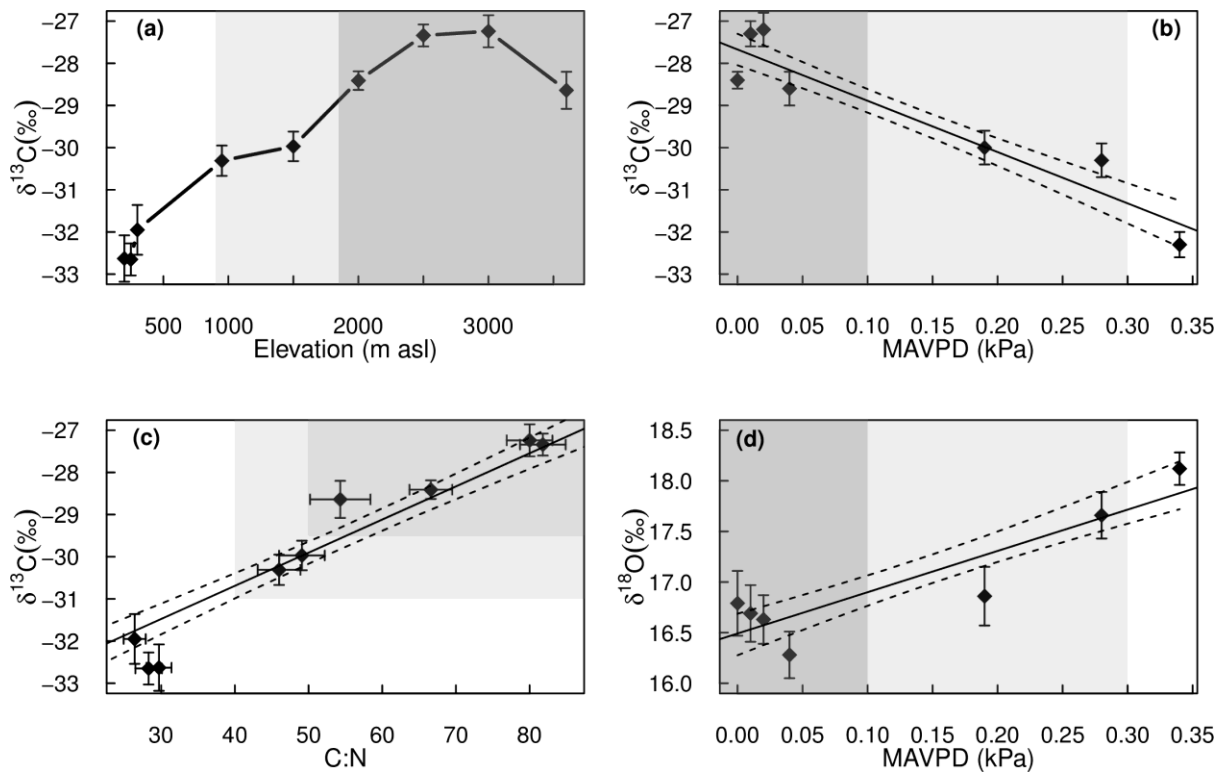 (a)
δ¹³C(‰)
−27
−28
−29
−30
−31
−32
−33
500 1000 2000 3000
Elevation (m asl)
(b)
δ¹³C(‰)
−27
−28
−29
−30
−31
−32
−33
0.00 0.05 0.10 0.15 0.20 0.25 0.30 0.35
MAVPD (kPa)
(c)
δ¹³C(‰)
−27
−28
−29
−30
−31
−32
−33
30 40 50 60 70 80
C:N
(d)
δ¹⁸O(‰)
18.5
18.0
17.5
17.0
16.5
16.0
0.00 0.05 0.10 0.15 0.20 0.25 0.30 0.35
MAVPD (kPa)